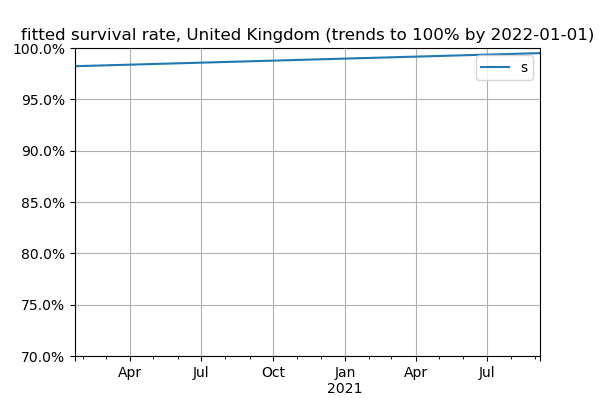 fitted survival rate, United Kingdom (trends to 100% by 2022-01-01)
100.0%
s
95.0%
90.0%
85.0%
80.0%
75.0%
70.0%
Apr Jul Oct Jan Apr Jul
2021